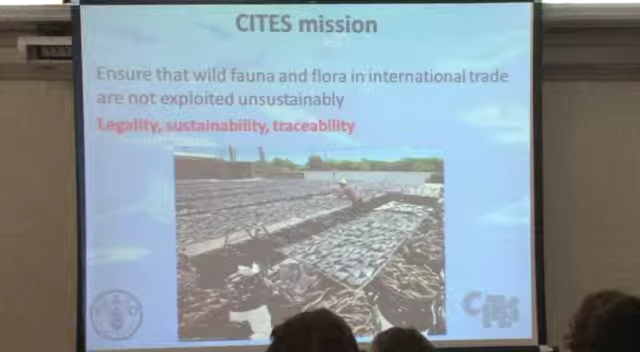 CITES mission
Ensure that wild fauna and flora in international trade
are not exploited unsustainably
Legality, sustainability, traceability